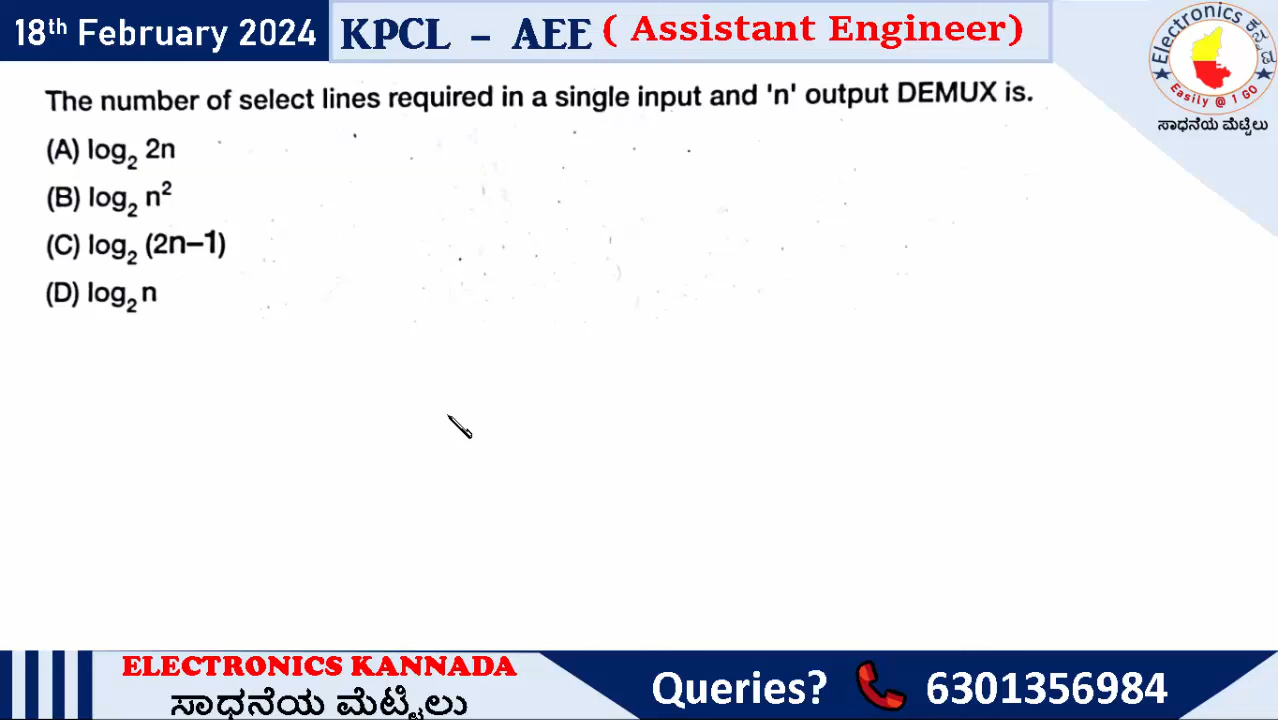 18th February 2024
KPCL – AEE ( Assistant Engineer)
Electronics ಕನ್ನಡ
Easily @ 1 GO
ಸಾಧನೆಯ ಮೆಟ್ಟಿಲು
The number of select lines required in a single input and 'n' output DEMUX is.
(A) log₂ 2n
(B) log₂ n²
(C) log₂ (2n–1)
(D) log₂ n
ELECTRONICS KANNADA
ಸಾಧನೆಯ ಮೆಟ್ಟಿಲು
Queries? 6301356984